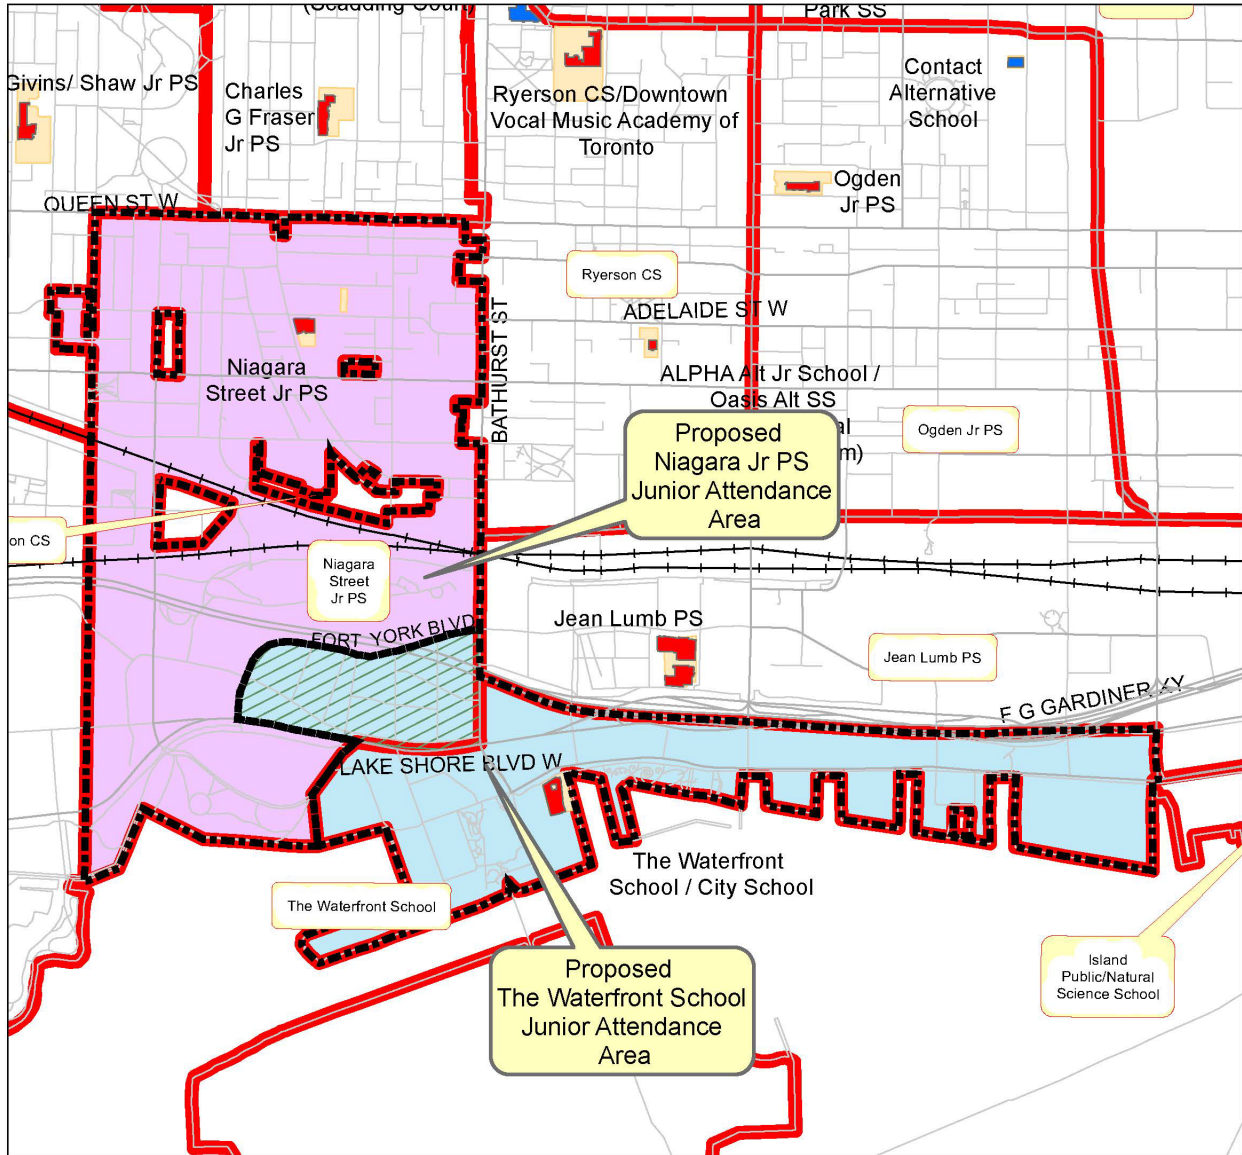 (Scadding Court)
Park SS
Givins/ Shaw Jr PS
Charles
G Fraser
Jr PS
Ryerson CS/Downtown
Vocal Music Academy of
Toronto
Contact
Alternative
School
Ogden
Jr PS
QUEEN ST W
Ryerson CS
ADELAIDE ST W
BATHURST ST
Niagara
Street Jr PS
ALPHA Alt Jr School /
Oasis Alt SS
al
m)
Ogden Jr PS
Proposed
Niagara Jr PS
Junior Attendance
Area
on CS
Niagara
Street
Jr PS
FORT YORK BLVD
Jean Lumb PS
Jean Lumb PS
F G GARDINER XY
LAKE SHORE BLVD W
The Waterfront
School / City School
The Waterfront School
Proposed
The Waterfront School
Junior Attendance
Area
Island
Public/Natural
Science School